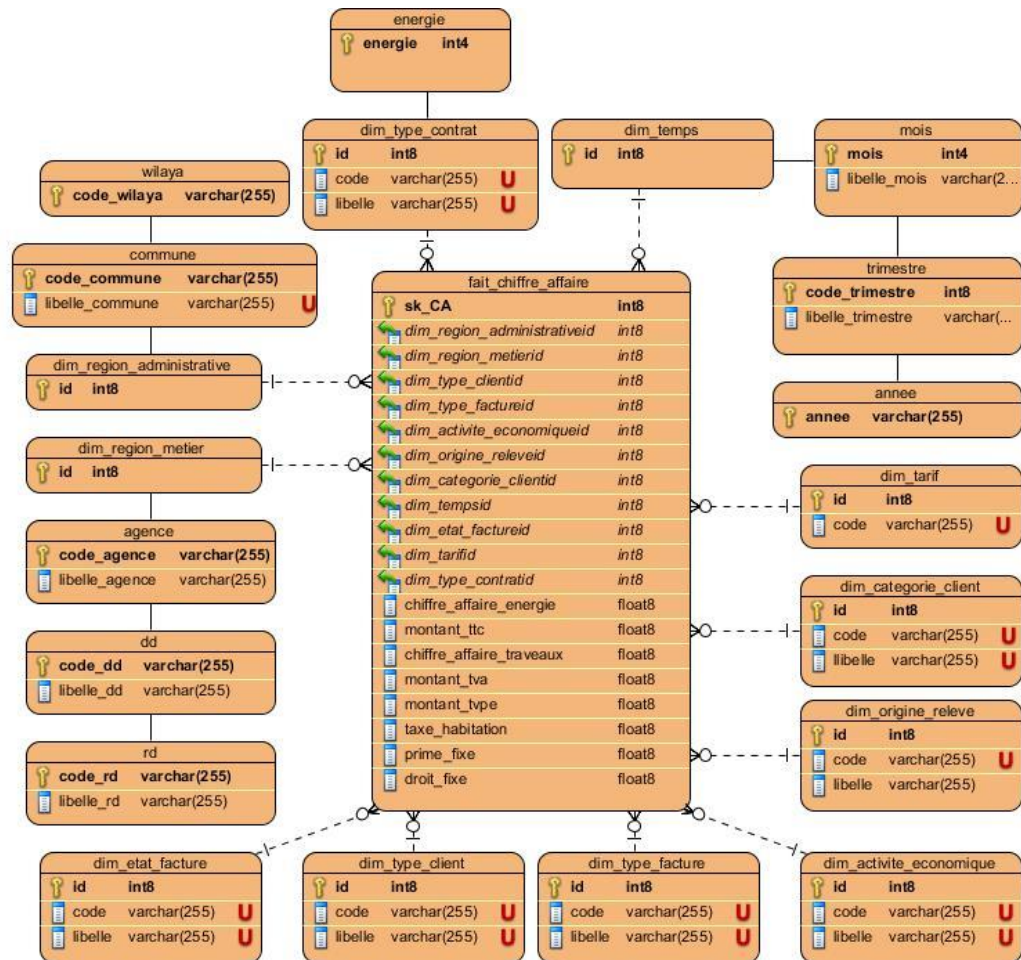 energie
energie int4
dim_type_contrat
id int8
code varchar(255) U
libelle varchar(255) U
dim_temps
id int8
mois
mois int4
libelle_mois varchar(2...
wilaya
code_wilaya varchar(255)
commune
code_commune varchar(255)
libelle_commune varchar(255) U
trimestre
code_trimestre int8
libelle_trimestre varchar(...
dim_region_administrative
id int8
annee
annee varchar(255)
fait_chiffre_affaire
sk_CA int8
dim_region_administrativeid int8
dim_region_metierid int8
dim_type_clientid int8
dim_type_factureid int8
dim_activite_economiqueid int8
dim_origine_releveid int8
dim_categorie_clientid int8
dim_tempsid int8
dim_etat_factureid int8
dim_tarifid int8
dim_type_contratid int8
chiffre_affaire_energie float8
montant_ttc float8
chiffre_affaire_traveaux float8
montant_tva float8
montant_tvpe float8
taxe_habitation float8
prime_fixe float8
droit_fixe float8
dim_region_metier
id int8
agence
code_agence varchar(255)
libelle_agence varchar(255)
dd
code_dd varchar(255)
libelle_dd varchar(255)
rd
code_rd varchar(255)
libelle_rd varchar(255)
dim_tarif
id int8
code varchar(255) U
dim_categorie_client
id int8
code varchar(255) U
llibelle varchar(255) U
dim_origine_releve
id int8
code varchar(255) U
libelle varchar(255)
dim_etat_facture
id int8
code varchar(255) U
libelle varchar(255) U
dim_type_client
id int8
code varchar(255) U
libelle varchar(255) U
dim_type_facture
id int8
code varchar(255) U
libelle varchar(255) U
dim_activite_economique
id int8
code varchar(255) U
libelle varchar(255) U